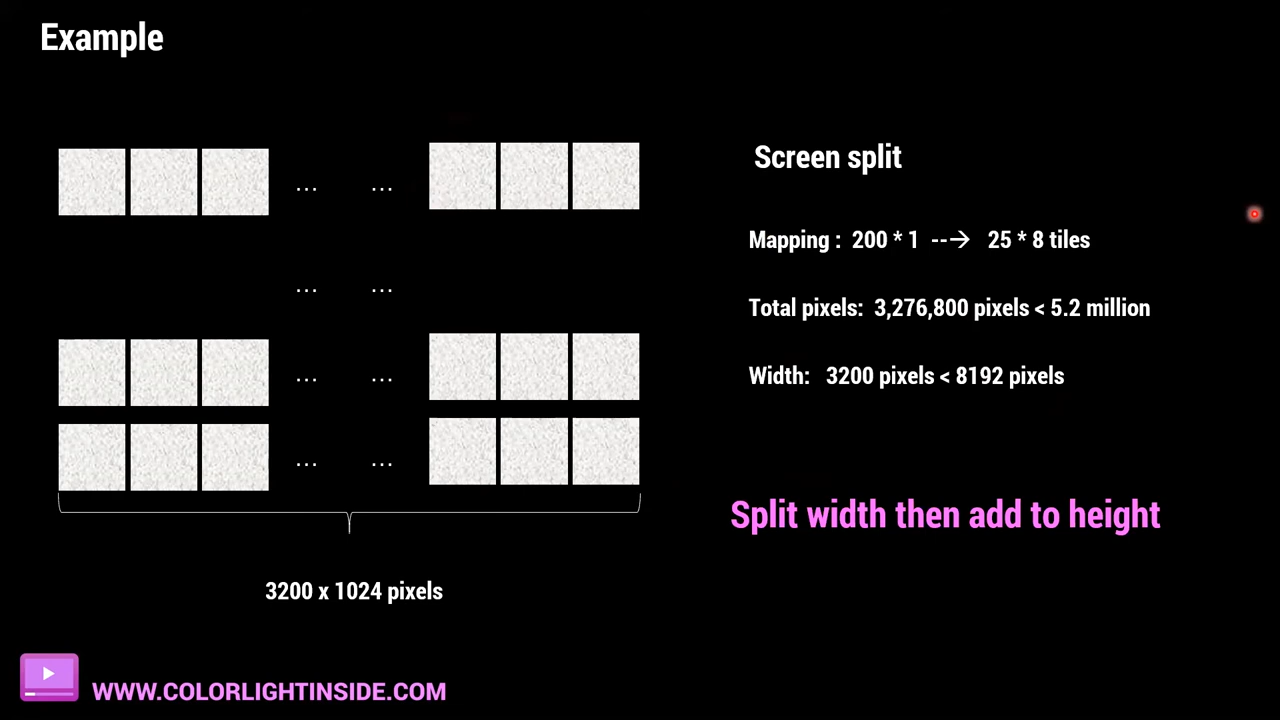 Example
Screen split
... ...
Mapping : 200 * 1 --→ 25 * 8 tiles
... ...
Total pixels: 3,276,800 pixels < 5.2 million
... ...
Width: 3200 pixels < 8192 pixels
... ...
Split width then add to height
3200 x 1024 pixels
WWW.COLORLIGHTINSIDE.COM